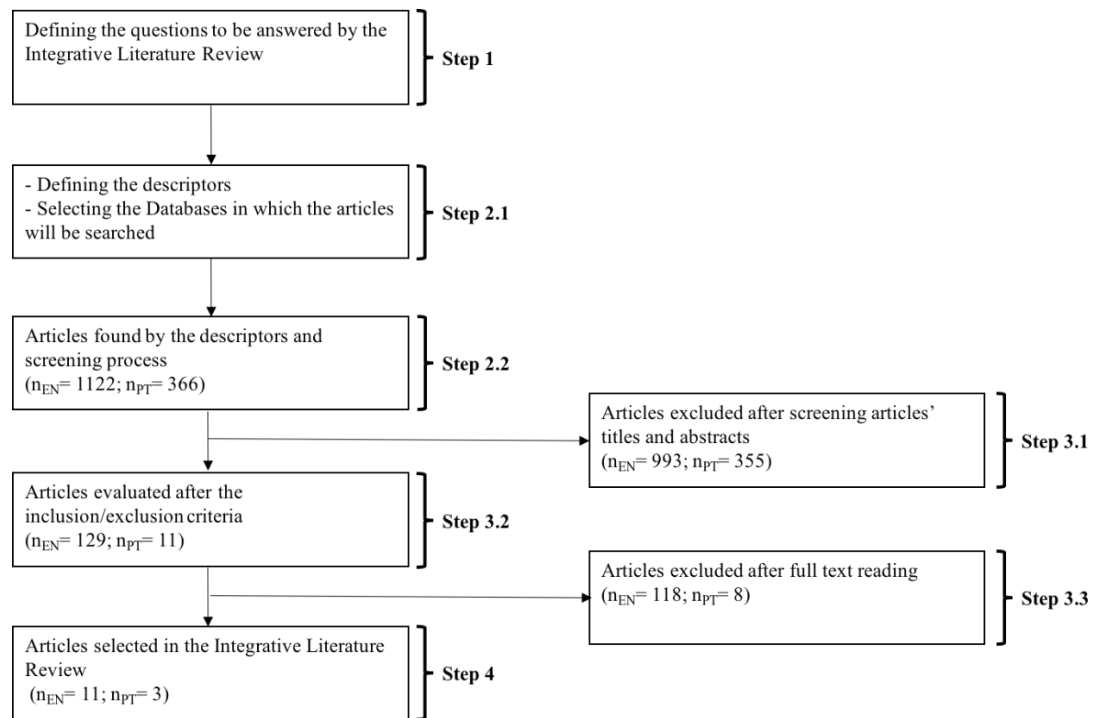 Defining the questions to be answered by the
Integrative Literature Review
Step 1
- Defining the descriptors
- Selecting the Databases in which the articles
will be searched
Step 2.1
Articles found by the descriptors and
screening process
(nEN= 1122; nPT= 366)
Step 2.2
Articles excluded after screening articles’
titles and abstracts
(nEN= 993; nPT= 355)
Step 3.1
Articles evaluated after the
inclusion/exclusion criteria
(nEN= 129; nPT= 11)
Step 3.2
Articles excluded after full text reading
(nEN= 118; nPT= 8)
Step 3.3
Articles selected in the Integrative Literature
Review
(nEN= 11; nPT= 3)
Step 4